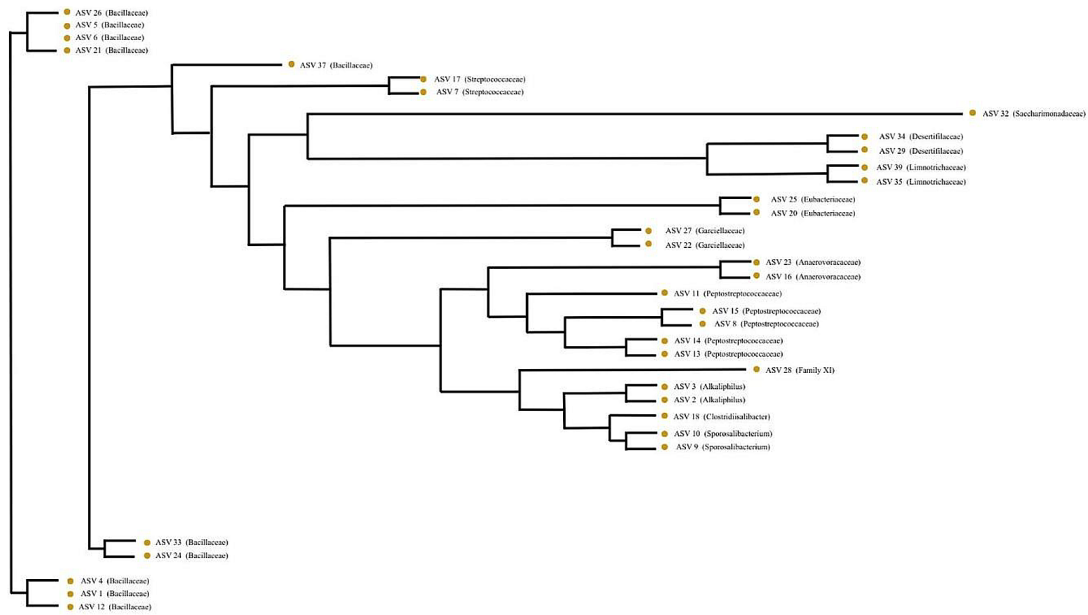 ASV 26 (Bacillaceae)
ASV 5 (Bacillaceae)
ASV 6 (Bacillaceae)
ASV 21 (Bacillaceae)
ASV 37 (Bacillaceae)
ASV 17 (Streptococcaceae)
ASV 7 (Streptococcaceae)
ASV 32 (Saccharimonadaceae)
ASV 34 (Desertifilaceae)
ASV 29 (Desertifilaceae)
ASV 39 (Limnotrichaceae)
ASV 35 (Limnotrichaceae)
ASV 25 (Eubacteriaceae)
ASV 20 (Eubacteriaceae)
ASV 27 (Garciellaceae)
ASV 22 (Garciellaceae)
ASV 23 (Anaerovoracaceae)
ASV 16 (Anaerovoracaceae)
ASV 11 (Peptostreptococcaceae)
ASV 15 (Peptostreptococcaceae)
ASV 8 (Peptostreptococcaceae)
ASV 14 (Peptostreptococcaceae)
ASV 13 (Peptostreptococcaceae)
ASV 28 (Family XI)
ASV 3 (Alkaliphilus)
ASV 2 (Alkaliphilus)
ASV 18 (Clostridiisalibacter)
ASV 10 (Sporosalibacterium)
ASV 9 (Sporosalibacterium)
ASV 33 (Bacillaceae)
ASV 24 (Bacillaceae)
ASV 4 (Bacillaceae)
ASV 1 (Bacillaceae)
ASV 12 (Bacillaceae)